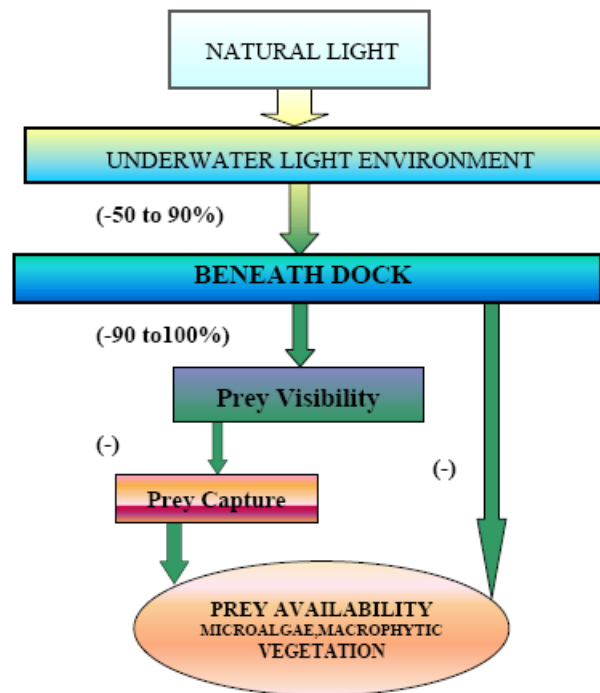 NATURAL LIGHT
UNDERWATER LIGHT ENVIRONMENT
(-50 to 90%)
BENEATH DOCK
(-90 to100%)
Prey Visibility
(-)
(-)
Prey Capture
PREY AVAILABILITY
MICROALGAE,MACROPHYTIC
VEGETATION